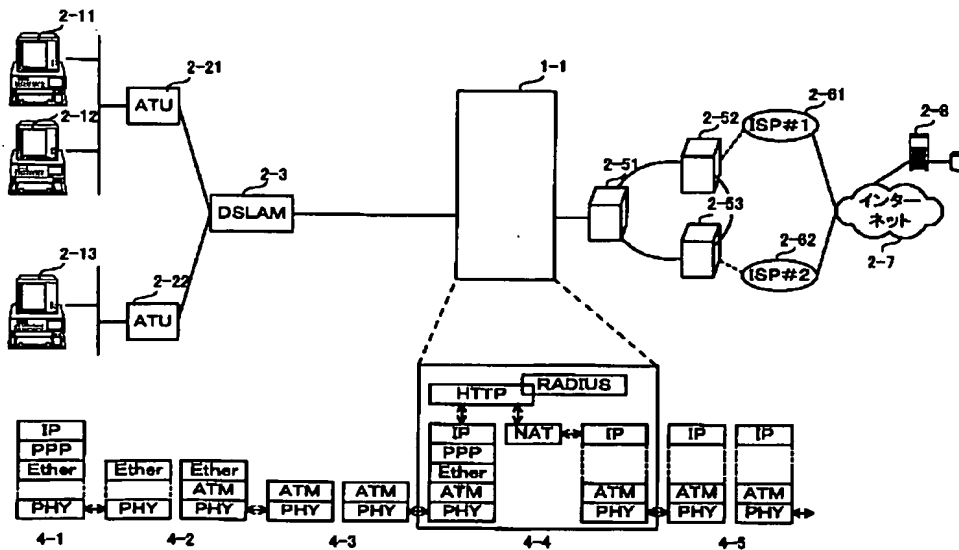 2-11
2-12
2-13
2-21
ATU
2-22
ATU
2-3
DSLAM
1-1
2-51
2-52
2-53
2-61
ISP#1
2-62
ISP#2
2-8
インター
ネット
2-7
HTTP
RADIUS
IP
PPP
Ether
PHY
4-1
Ether
PHY
Ether
ATM
PHY
4-2
ATM
PHY
ATM
PHY
4-3
IP
PPP
Ether
ATM
PHY
NAT
IP
ATM
PHY
4-4
IP
ATM
PHY
IP
ATM
PHY
4-5